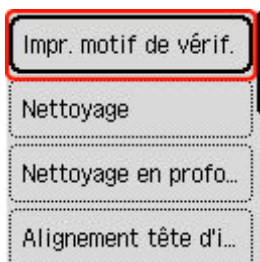 Impr. motif de vérif.
Nettoyage
Nettoyage en profo...
Alignement tête d'i...